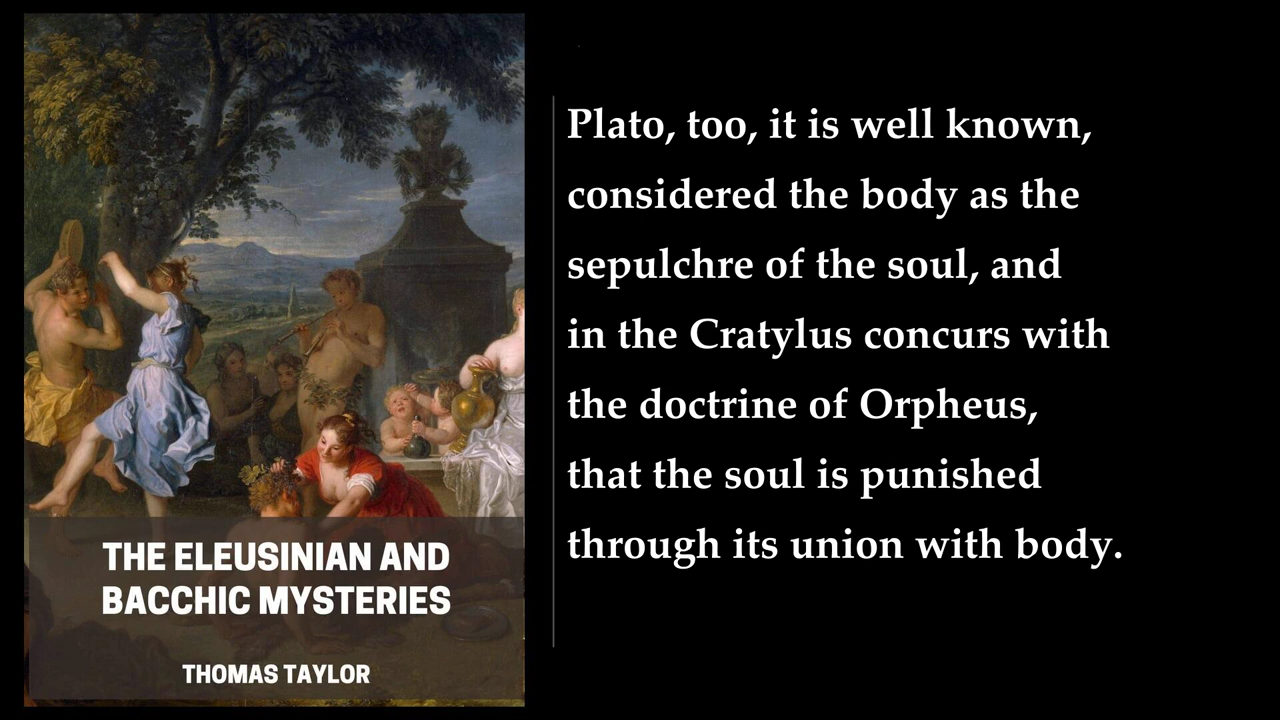 THE ELEUSINIAN AND
BACCHIC MYSTERIES
THOMAS TAYLOR
Plato, too, it is well known,
considered the body as the
sepulchre of the soul, and
in the Cratylus concurs with
the doctrine of Orpheus,
that the soul is punished
through its union with body.